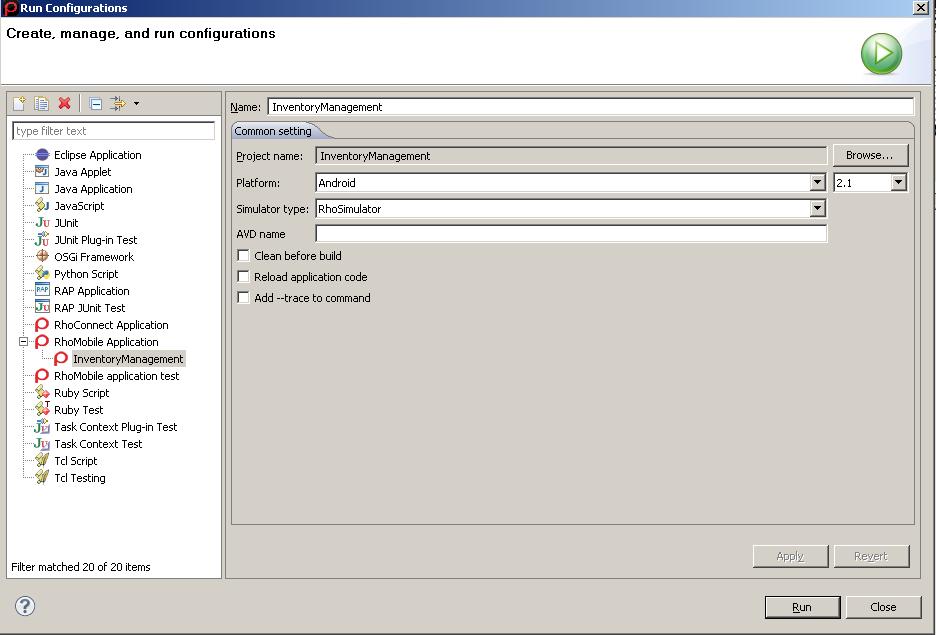 Run Configurations
Create, manage, and run configurations
type filter text
Eclipse Application
Java Applet
Java Application
JavaScript
JUnit
JUnit Plug-in Test
OSGi Framework
Python Script
RAP Application
RAP JUnit Test
RhoConnect Application
RhoMobile Application
InventoryManagement
RhoMobile application test
Ruby Script
Ruby Test
Task Context Plug-in Test
Task Context Test
Tcl Script
Tcl Testing
Filter matched 20 of 20 items
Name: InventoryManagement
Common setting
Project name: InventoryManagement Browse...
Platform: Android 2.1
Simulator type: RhoSimulator
AVD name
Clean before build
Reload application code
Add --trace to command
Apply Revert
Run Close